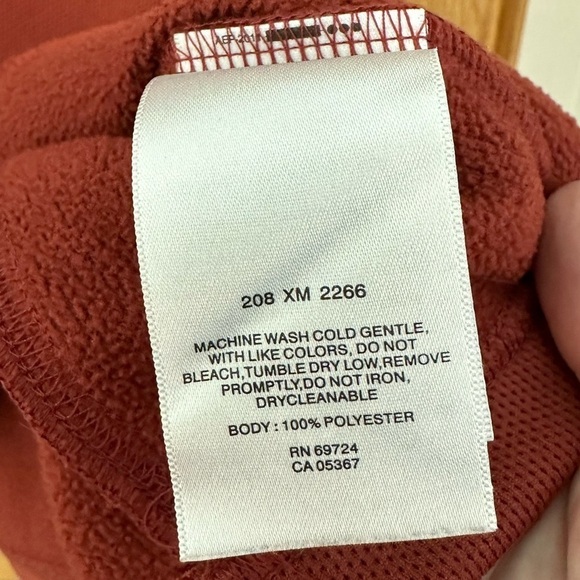 208 XM 2266
MACHINE WASH COLD GENTLE,
WITH LIKE COLORS, DO NOT
BLEACH,TUMBLE DRY LOW,REMOVE
PROMPTLY,DO NOT IRON,
DRYCLEANABLE
BODY : 100% POLYESTER
RN 69724
CA 05367